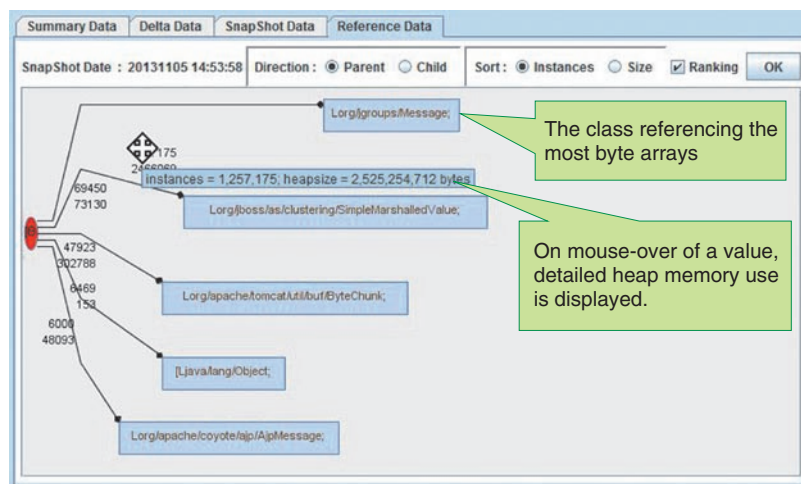 Summary Data Delta Data SnapShot Data Reference Data
SnapShot Date : 20131105 14:53:58 Direction : Parent Child Sort : Instances Size Ranking OK
Lorg/jgroups/Message;
The class referencing the
most byte arrays
175
instances = 1,257,175; heapsize = 2,525,254,712 bytes
69450
73130
Lorg/jboss/as/clustering/SimpleMarshalledValue;
On mouse-over of a value,
detailed heap memory use
is displayed.
47923
302788
Lorg/apache/tomcat/util/buf/ByteChunk;
6469
153
6000
48093
[Ljava/lang/Object;
Lorg/apache/coyote/ajp/AjpMessage;